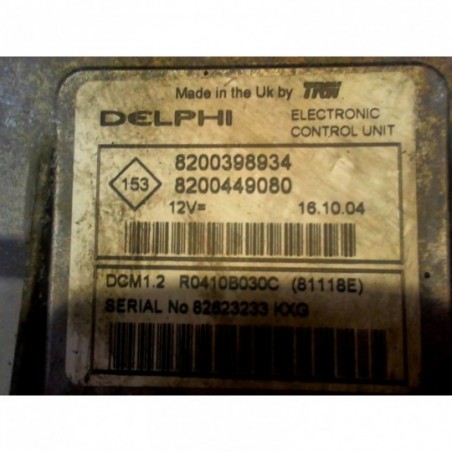 Made in the Uk by TRW
DELPHI ELECTRONIC
CONTROL UNIT
153
8200398934
8200449080
12V= 16.10.04
DCM1.2 R0410B030C (81118E)
SERIAL No 82823233 KXG